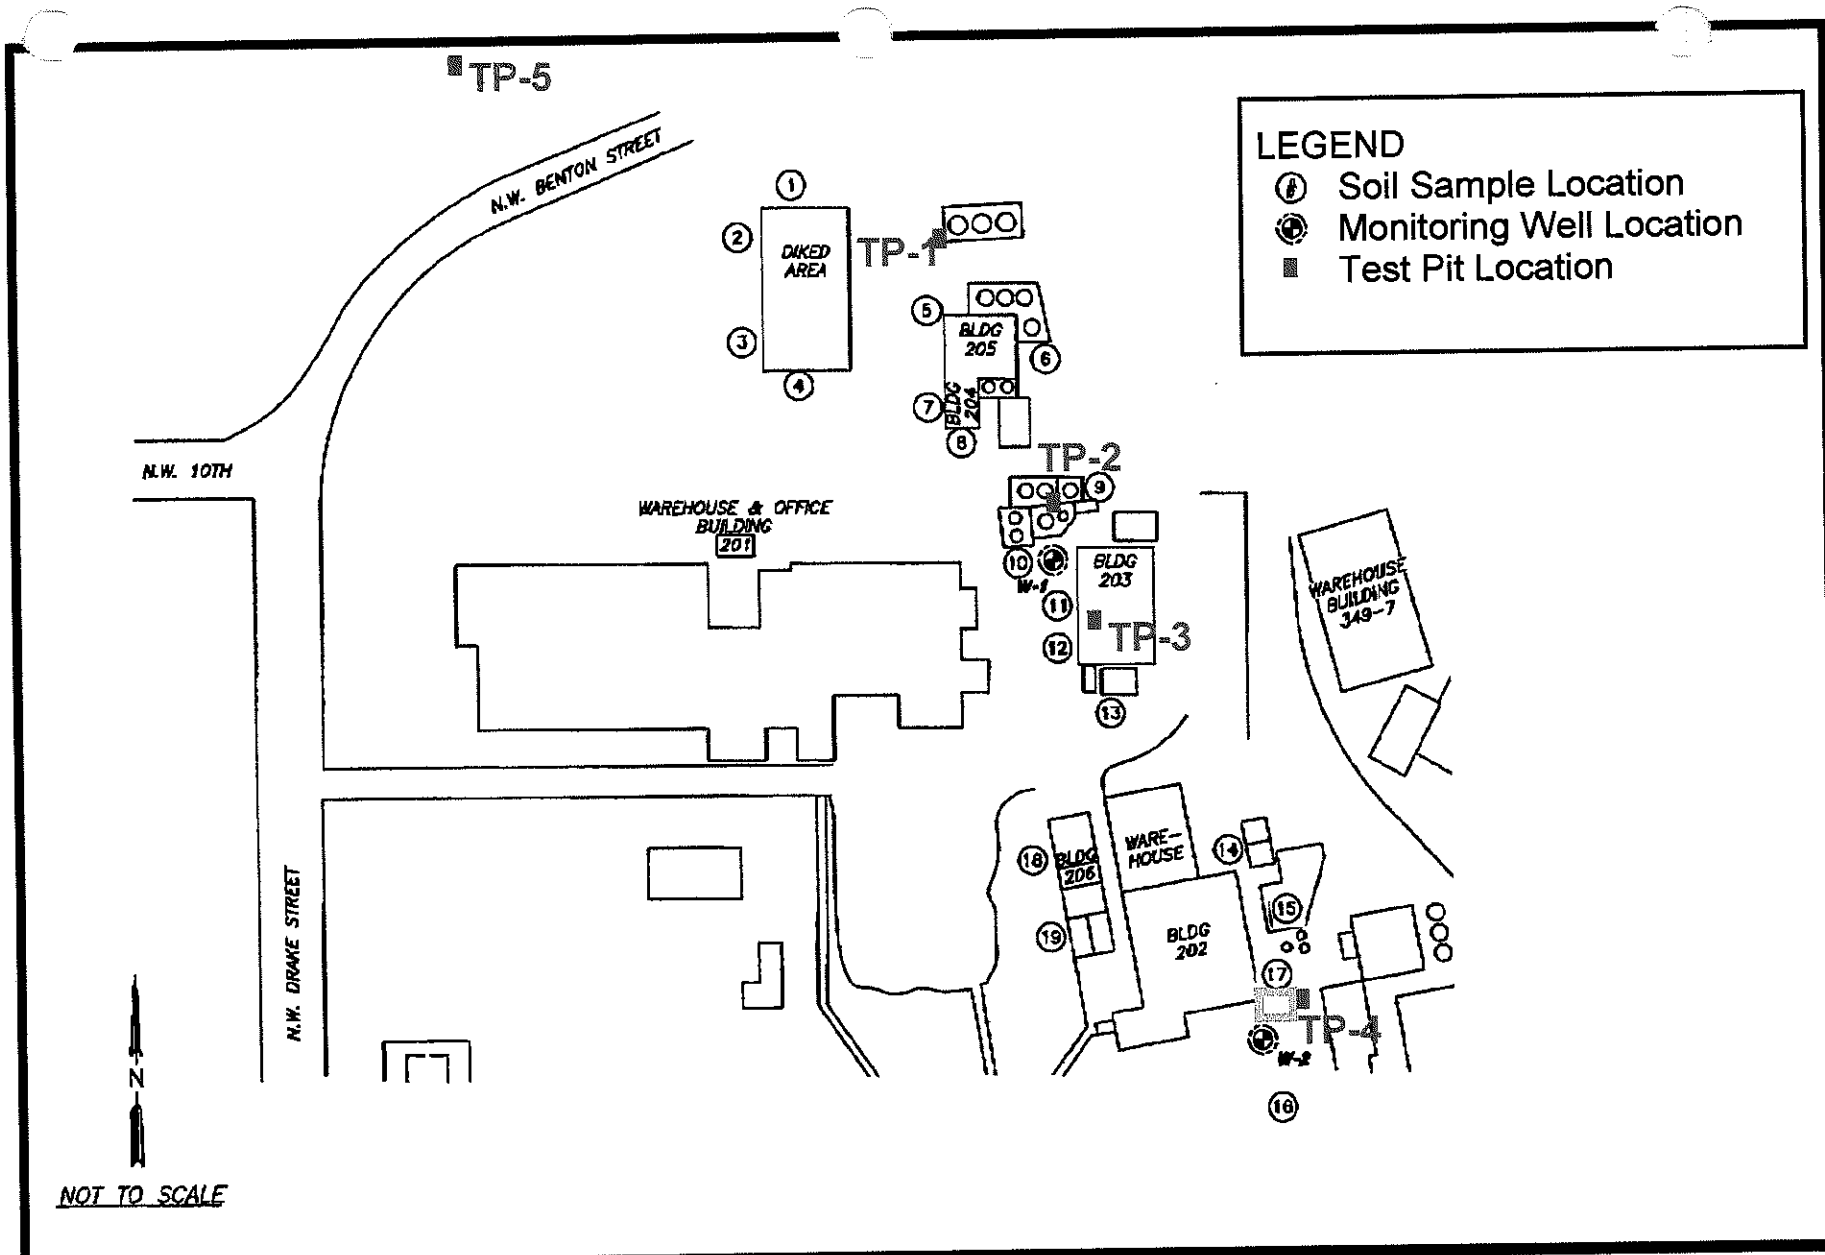 TP-5
N.W. BENTON STREET
LEGEND
# Soil Sample Location
Monitoring Well Location
Test Pit Location
1
2
DIKED
AREA
TP-1
3
4
5
BLDG
205
6
7
BLDG
204
8
N.W. 10TH
TP-2
9
WAREHOUSE & OFFICE
BUILDING
201
10
W-1
BLDG
203
11
TP-3
12
13
WAREHOUSE
BUILDING
349-7
N.W. DRAKE STREET
18
BLDG
206
WARE-
HOUSE
14
15
19
BLDG
202
17
TP-4
W-2
16
N
NOT TO SCALE